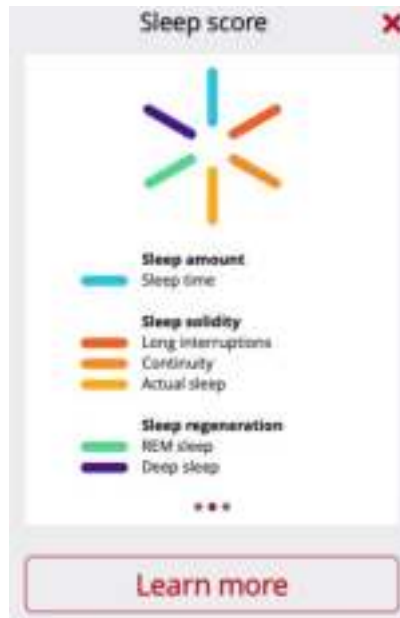 Sleep score
Sleep amount
Sleep time
Sleep solidity
Long interruptions
Continuity
Actual sleep
Sleep regeneration
REM sleep
Deep sleep
Learn more